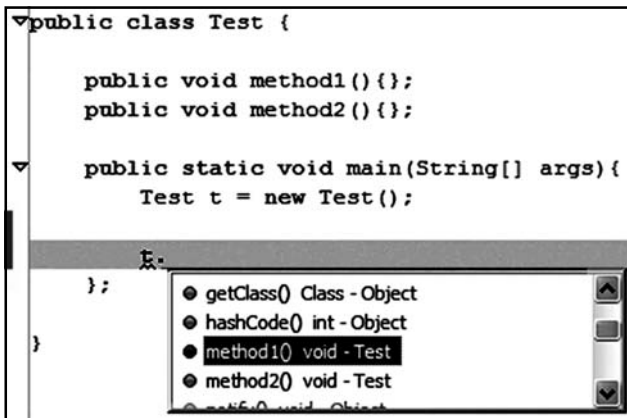 public class Test {
public void method1(){};
public void method2(){};
public static void main(String[] args){
Test t = new Test();
t.
getClass() Class - Object
hashCode() int - Object
method1() void - Test
method2() void - Test
};
}